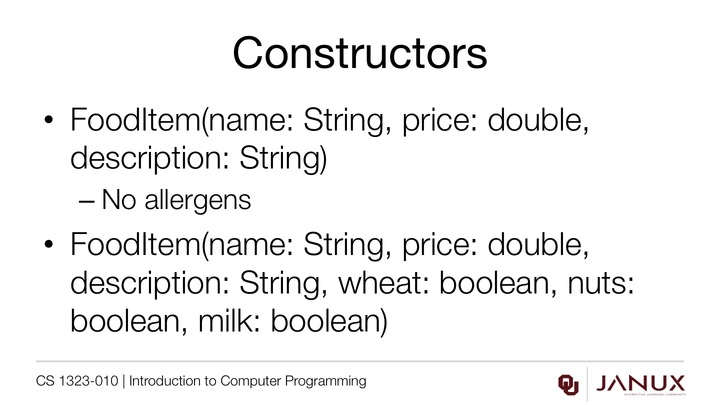 Constructors
• FoodItem(name: String, price: double,
description: String)
– No allergens
• FoodItem(name: String, price: double,
description: String, wheat: boolean, nuts:
boolean, milk: boolean)
CS 1323-010 | Introduction to Computer Programming
OU JANUX
INTERACTIVE LEARNING COMMUNITY